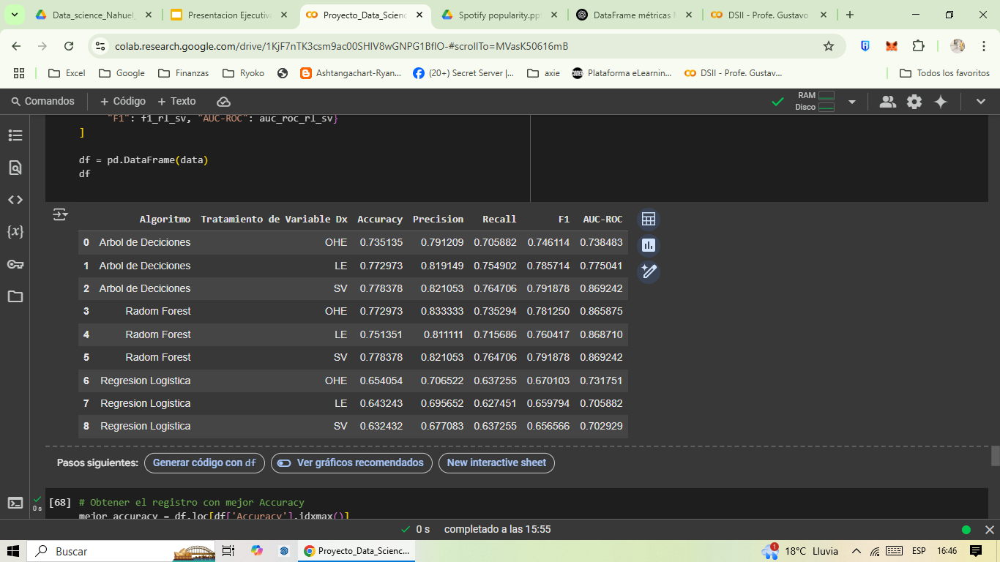 Data_science_Nahuel_
Presentacion Ejecutiva
Proyecto_Data_Scienc
Spotify popularity.pp
DataFrame métricas M
DSII - Profe. Gustavo
colab.research.google.com/drive/1KjF7nTK3csm9ac00SHIV8wGNPG1BflO-#scrollTo=MVasK50616mB
Excel Google Finanzas Ryoko Ashtangachart-Ryan... (20+) Secret Server |... axie CODER Plataforma eLearnin... DSII - Profe. Gustav... Todos los favoritos
Comandos + Código + Texto RAM
Disco
"F1": f1_rl_sv, "AUC-ROC": auc_roc_rl_sv}
]
df = pd.DataFrame(data)
df
Algoritmo Tratamiento de Variable Dx Accuracy Precision Recall F1 AUC-ROC
0 Arbol de Deciciones OHE 0.735135 0.791209 0.705882 0.746114 0.738483
1 Arbol de Deciciones LE 0.772973 0.819149 0.754902 0.785714 0.775041
2 Arbol de Deciciones SV 0.778378 0.821053 0.764706 0.791878 0.869242
3 Radom Forest OHE 0.772973 0.833333 0.735294 0.781250 0.865875
4 Radom Forest LE 0.751351 0.811111 0.715686 0.760417 0.868710
5 Radom Forest SV 0.778378 0.821053 0.764706 0.791878 0.869242
6 Regresion Logistica OHE 0.654054 0.706522 0.637255 0.670103 0.731751
7 Regresion Logistica LE 0.643243 0.695652 0.627451 0.659794 0.705882
8 Regresion Logistica SV 0.632432 0.677083 0.637255 0.656566 0.702929
Pasos siguientes: Generar código con df Ver gráficos recomendados New interactive sheet
0 s
[68] # Obtener el registro con mejor Accuracy
mejor_accuracy = df.loc[df['Accuracy'].idxmax()]
0 s completado a las 15:55
Buscar
Proyecto_Data_Scienc...
1
18°C Lluvia
ESP
16:46